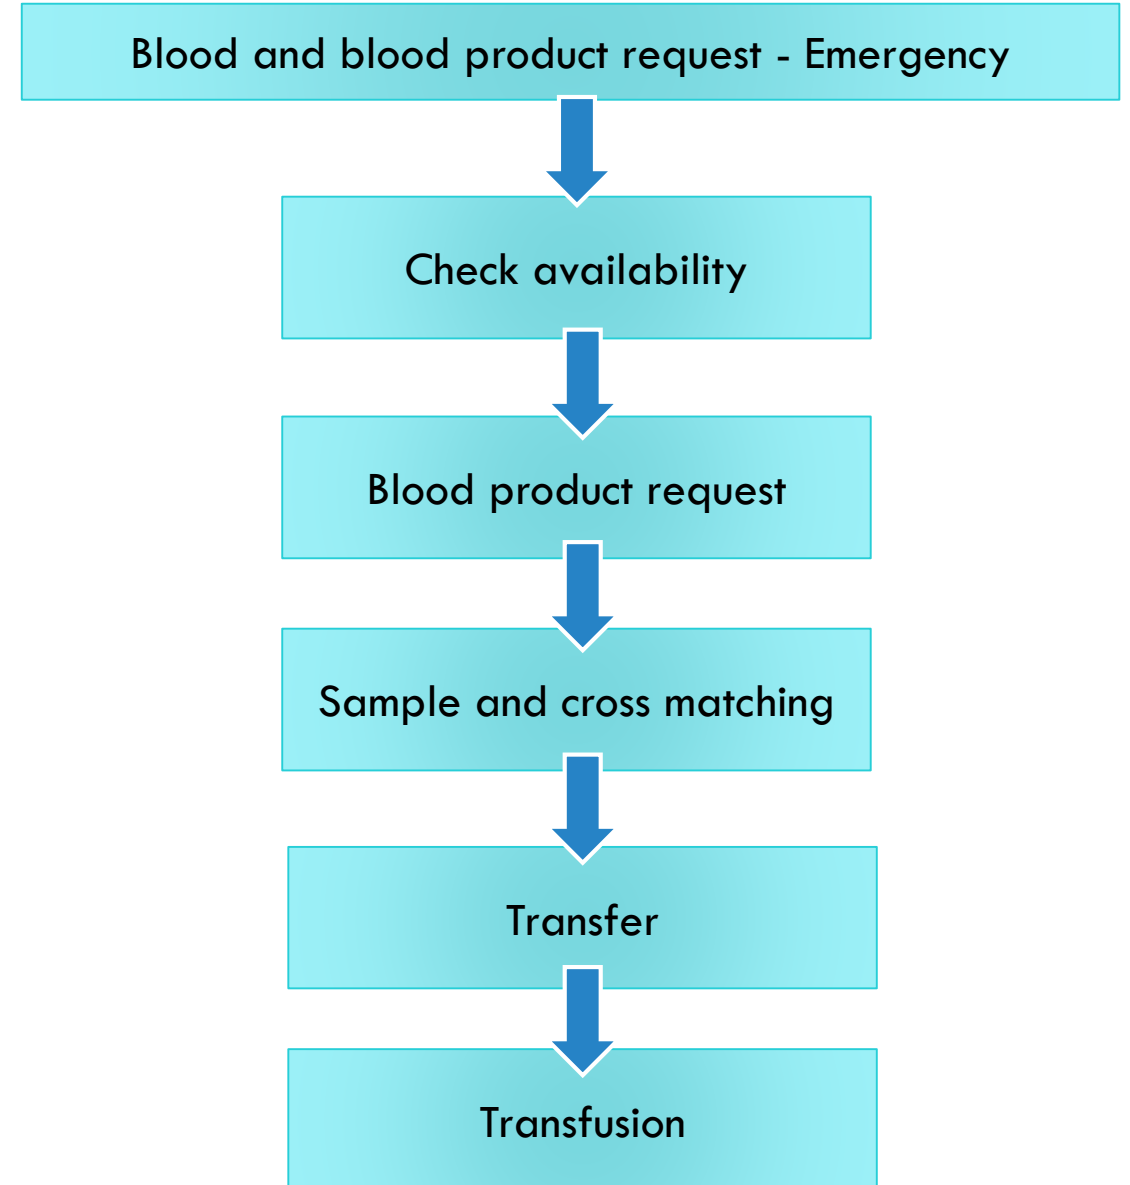 Blood and blood product request - Emergency
Check availability
Blood product request
Sample and cross matching
Transfer
Transfusion